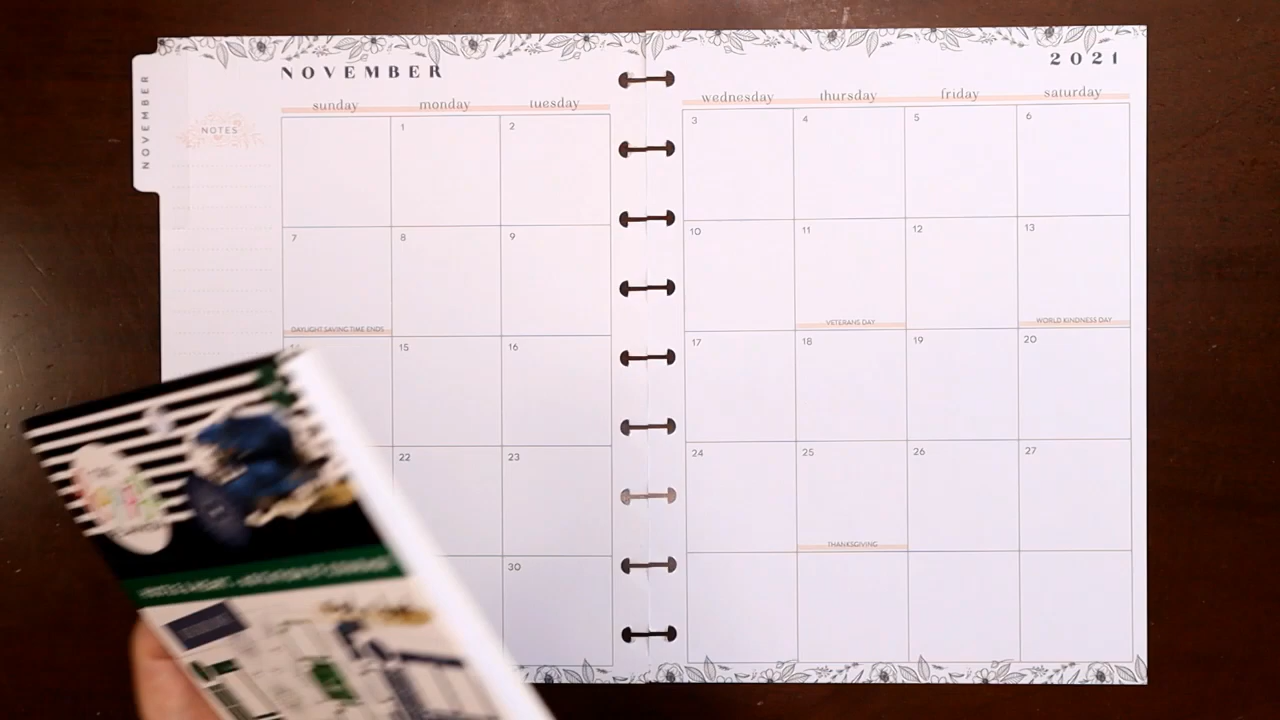 NOVEMBER
2021
NOVEMBER
NOTES
sunday monday tuesday wednesday thursday friday saturday
1 2 3 4 5 6
7 8 9 10 11 12 13
DAYLIGHT SAVING TIME ENDS VETERANS DAY WORLD KINDNESS DAY
15 16 17 18 19 20
22 23 24 25 26 27
THANKSGIVING
30